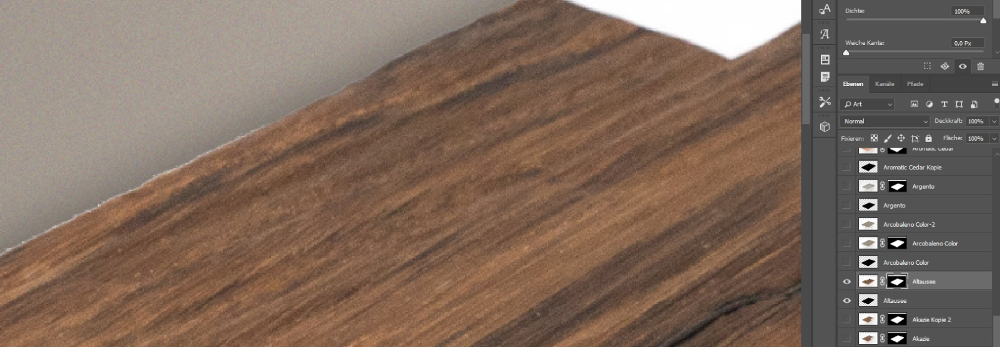 Dichte: 100%
Weiche Kante: 0,0 Px
Ebenen Kanäle Pfade
Art
Normal Deckkraft: 100%
Fixieren: Fläche: 100%
Aromatic Cedar
Aromatic Cedar Kopie
Argento
Argento
Arcobaleno Color-2
Arcobaleno Color
Arcobaleno Color
Altausee
Altausee
Akazie Kopie 2
Akazie